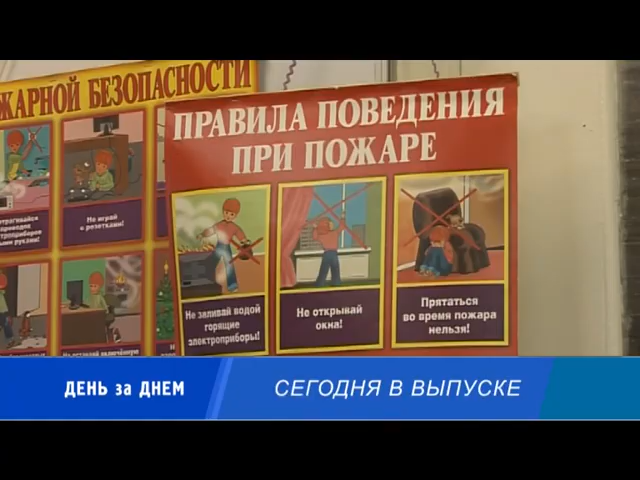 ЖАРНОЙ БЕЗОПАСНОСТИ
Не играй
с розетками!
ПРАВИЛА ПОВЕДЕНИЯ
ПРИ ПОЖАРЕ
Не заливай водой
горящие
электроприборы!
Не открывай
окна!
Прятаться
во время пожара
нельзя!
ДЕНЬ за ДНЕМ
СЕГОДНЯ В ВЫПУСКЕ